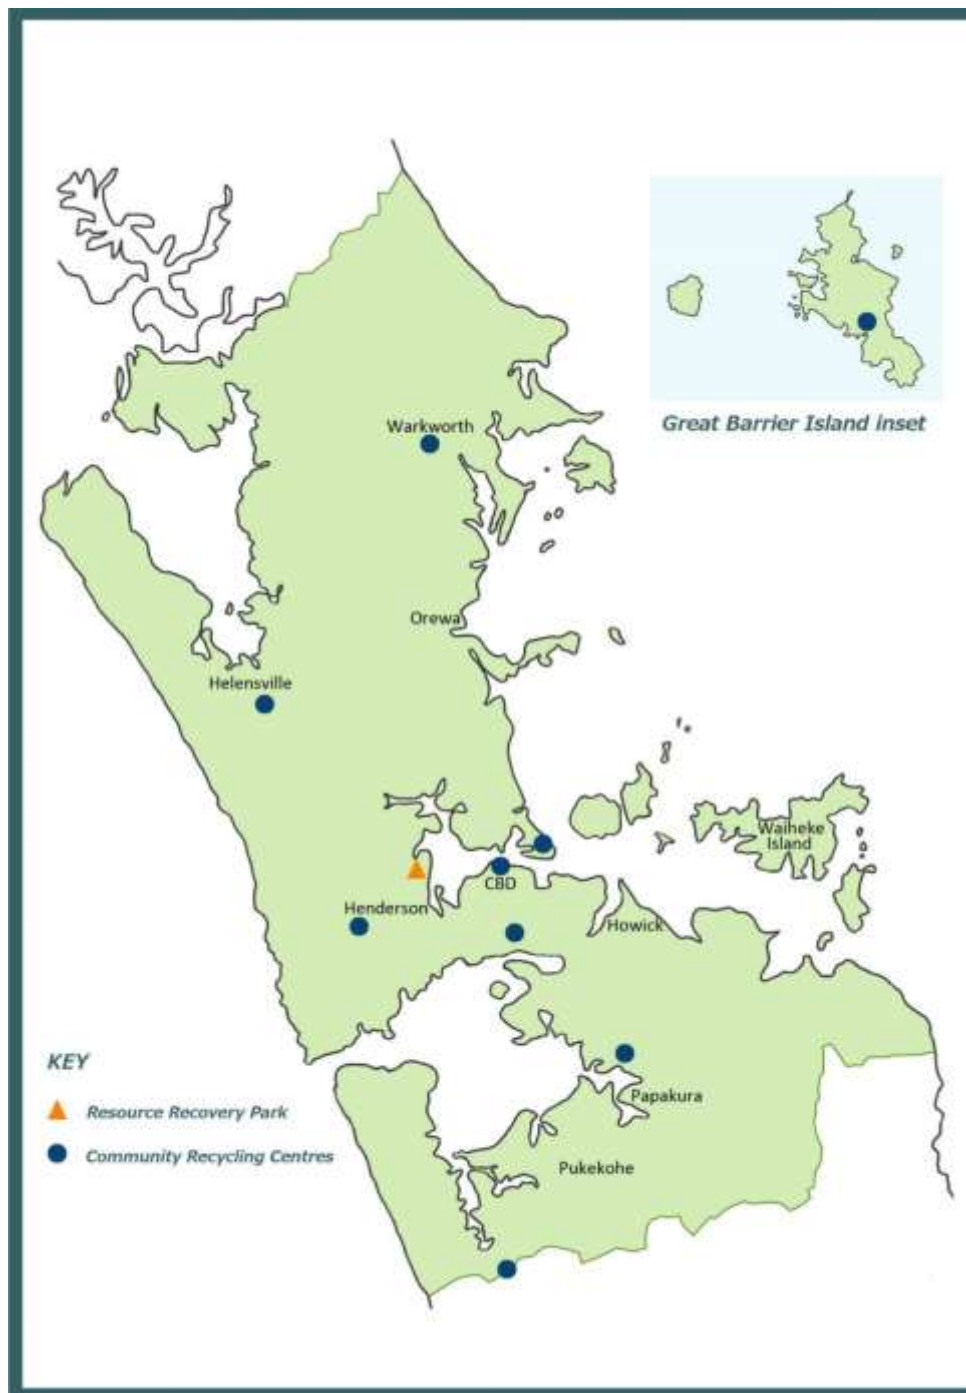 Great Barrier Island inset
Warkworth
Orewa
Helensville
Waiheke
Island
CBD
Henderson
Howick
KEY
Resource Recovery Park
Papakura
Community Recycling Centres
Pukekohe